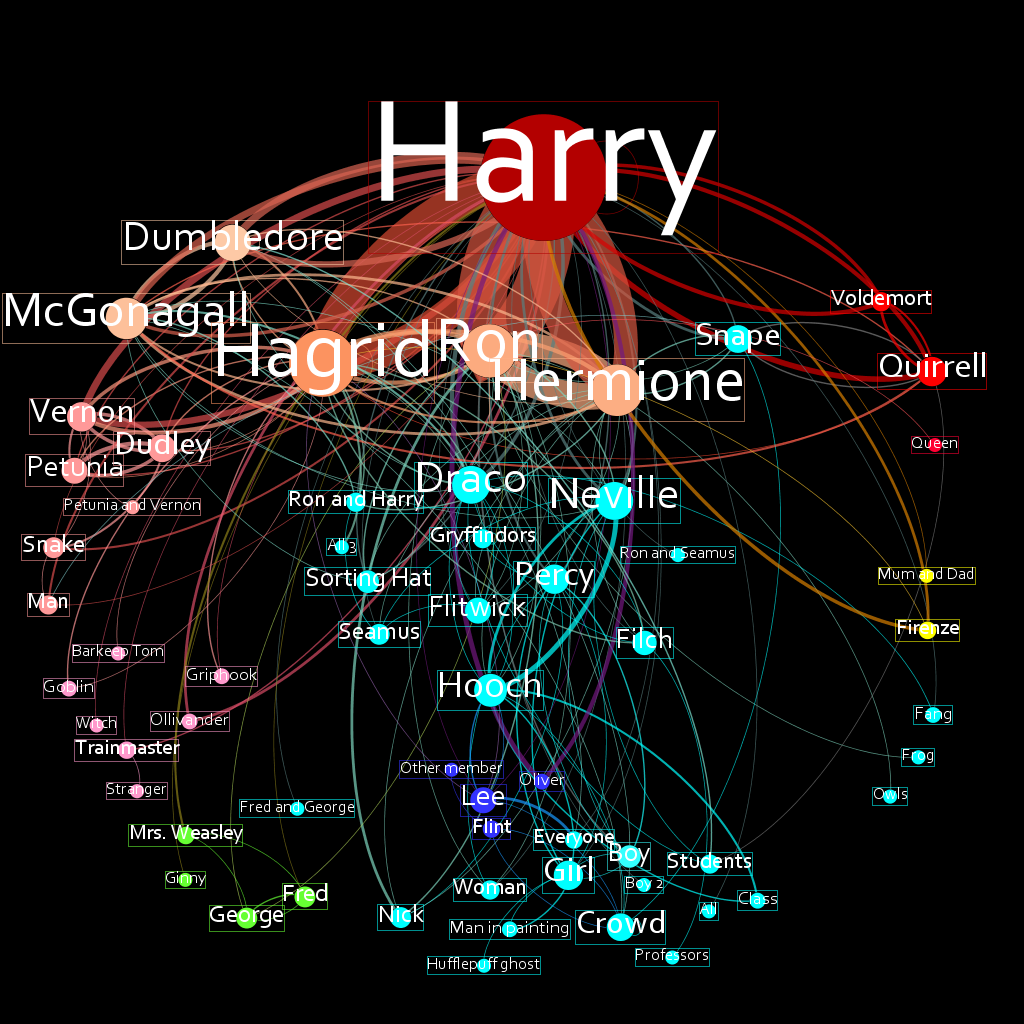 Harry
Dumbledore
McGonagall
Voldemort
Snape
Hagrid
Ron
Quirrell
Hermione
Vernon
Dudley
Queen
Petunia
Draco
Neville
Petunia and Vernon
Ron and Harry
Gryffindors
Snake
All 3
Ron and Seamus
Sorting Hat
Percy
Mum and Dad
Man
Flitwick
Seamus
Filch
Firenze
Barkeep Tom
Griphook
Goblin
Hooch
Witch
Ollivander
Fang
Trainmaster
Frog
Other member
Oliver
Stranger
Lee
Owls
Fred and George
Flint
Mrs. Weasley
Everyone
Boy
Students
Ginny
Girl
Boy 2
Fred
Woman
Class
George
Nick
All
Man in painting
Crowd
Professors
Hufflepuff ghost